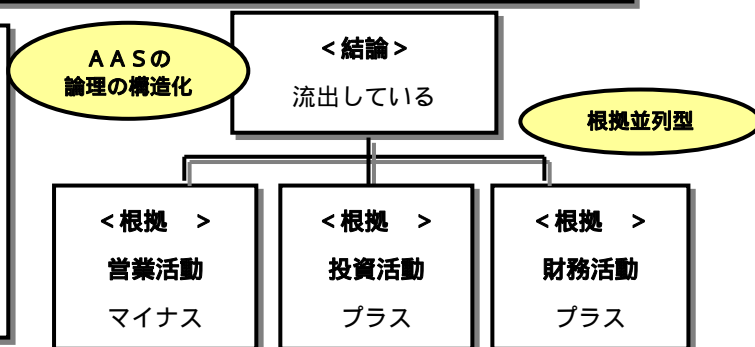 AASの
論理の構造化
<結論>
流出している
根拠並列型
<根拠　>
営業活動
マイナス
<根拠　>
投資活動
プラス
<根拠　>
財務活動
プラス